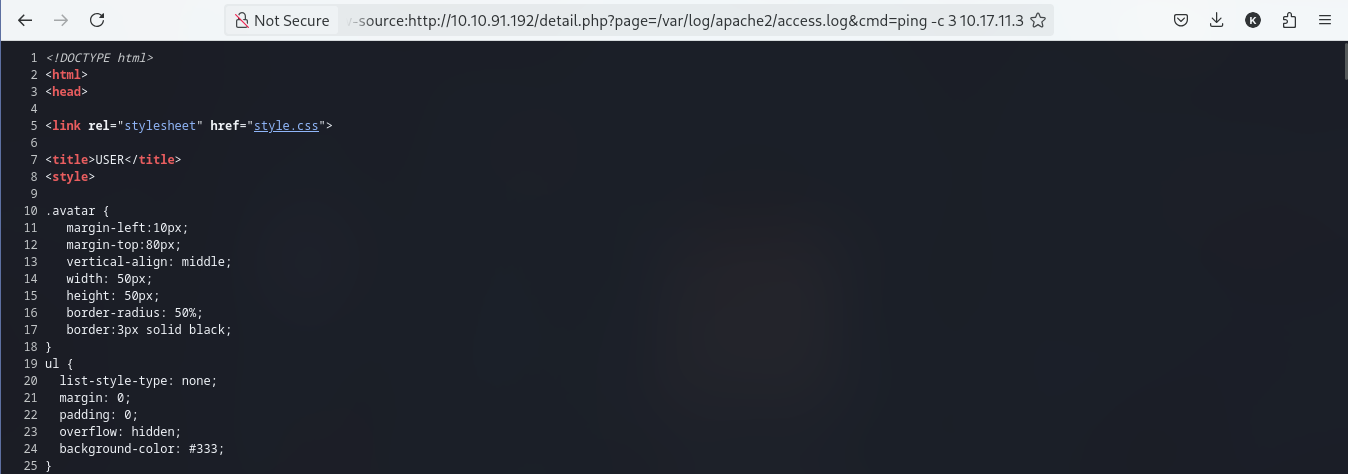 Not Secure
-source:http://10.10.91.192/detail.php?page=/var/log/apache2/access.log&cmd=ping -c 3 10.17.11.3
K
1 <!DOCTYPE html>
2 <html>
3 <head>
4
5 <link rel="stylesheet" href="style.css">
6
7 <title>USER</title>
8 <style>
9
10 .avatar {
11 margin-left:10px;
12 margin-top:80px;
13 vertical-align: middle;
14 width: 50px;
15 height: 50px;
16 border-radius: 50%;
17 border:3px solid black;
18 }
19 ul {
20 list-style-type: none;
21 margin: 0;
22 padding: 0;
23 overflow: hidden;
24 background-color: #333;
25 }